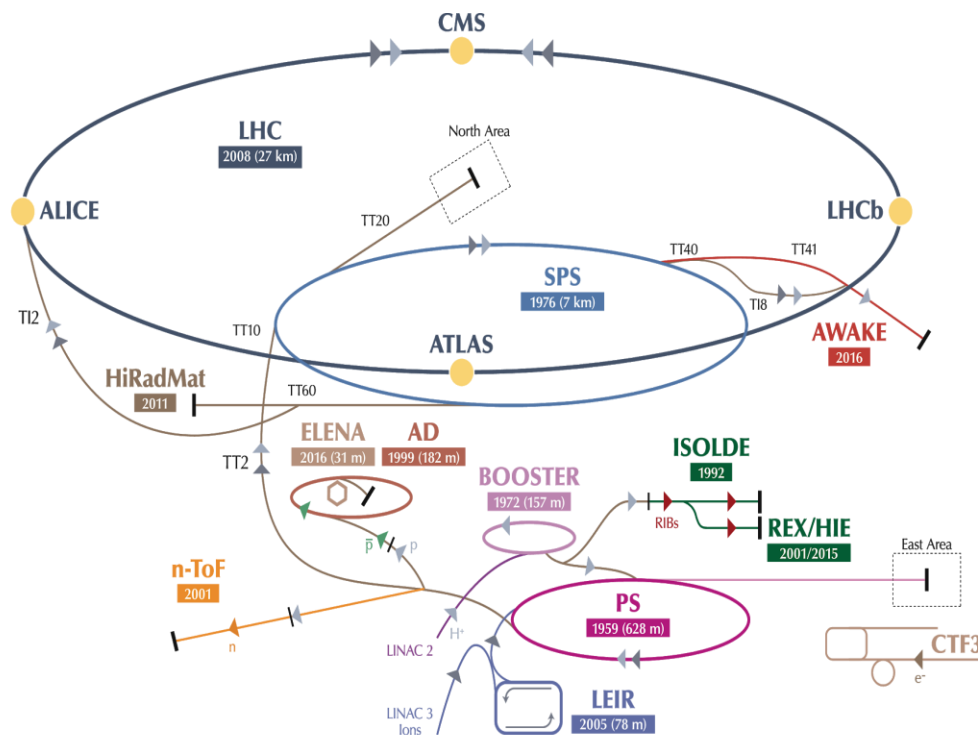 CMS
LHC
2008 (27 km)
North Area
ALICE
TT20
LHCb
TT40
TT41
SPS
1976 (7 km)
TI2
TT10
TI8
ATLAS
AWAKE
2016
HiRadMat
2011
TT60
ELENA
2016 (31 m)
AD
1999 (182 m)
TT2
BOOSTER
1972 (157 m)
ISOLDE
1992
RIBs
REX/HIE
2001/2015
p̅
p
East Area
n-ToF
2001
PS
1959 (628 m)
H⁺
n
LINAC 2
CTF3
e⁻
LEIR
2005 (78 m)
LINAC 3
Ions